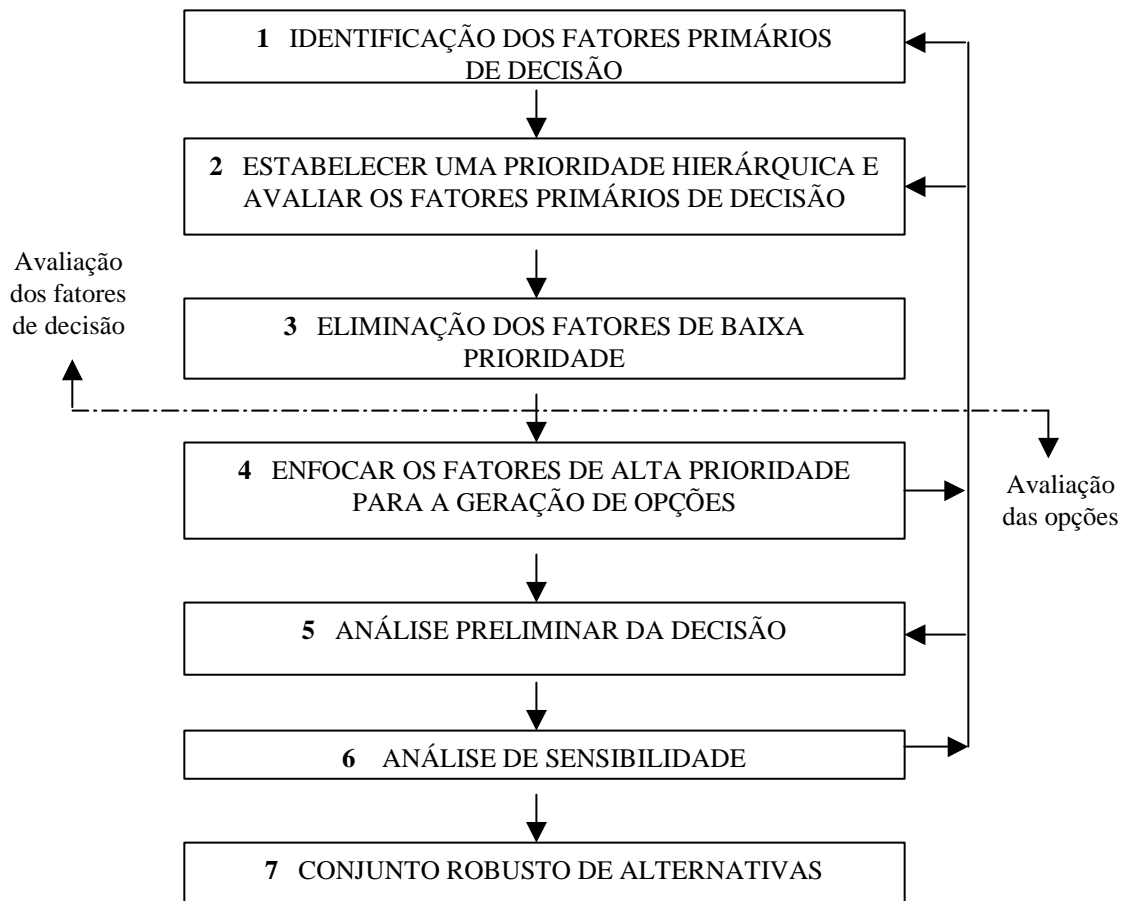 1 IDENTIFICAÇÃO DOS FATORES PRIMÁRIOS
DE DECISÃO
2 ESTABELECER UMA PRIORIDADE HIERÁRQUICA E
AVALIAR OS FATORES PRIMÁRIOS DE DECISÃO
Avaliação
dos fatores
de decisão
3 ELIMINAÇÃO DOS FATORES DE BAIXA
PRIORIDADE
4 ENFOCAR OS FATORES DE ALTA PRIORIDADE
PARA A GERAÇÃO DE OPÇÕES
Avaliação
das opções
5 ANÁLISE PRELIMINAR DA DECISÃO
6 ANÁLISE DE SENSIBILIDADE
7 CONJUNTO ROBUSTO DE ALTERNATIVAS